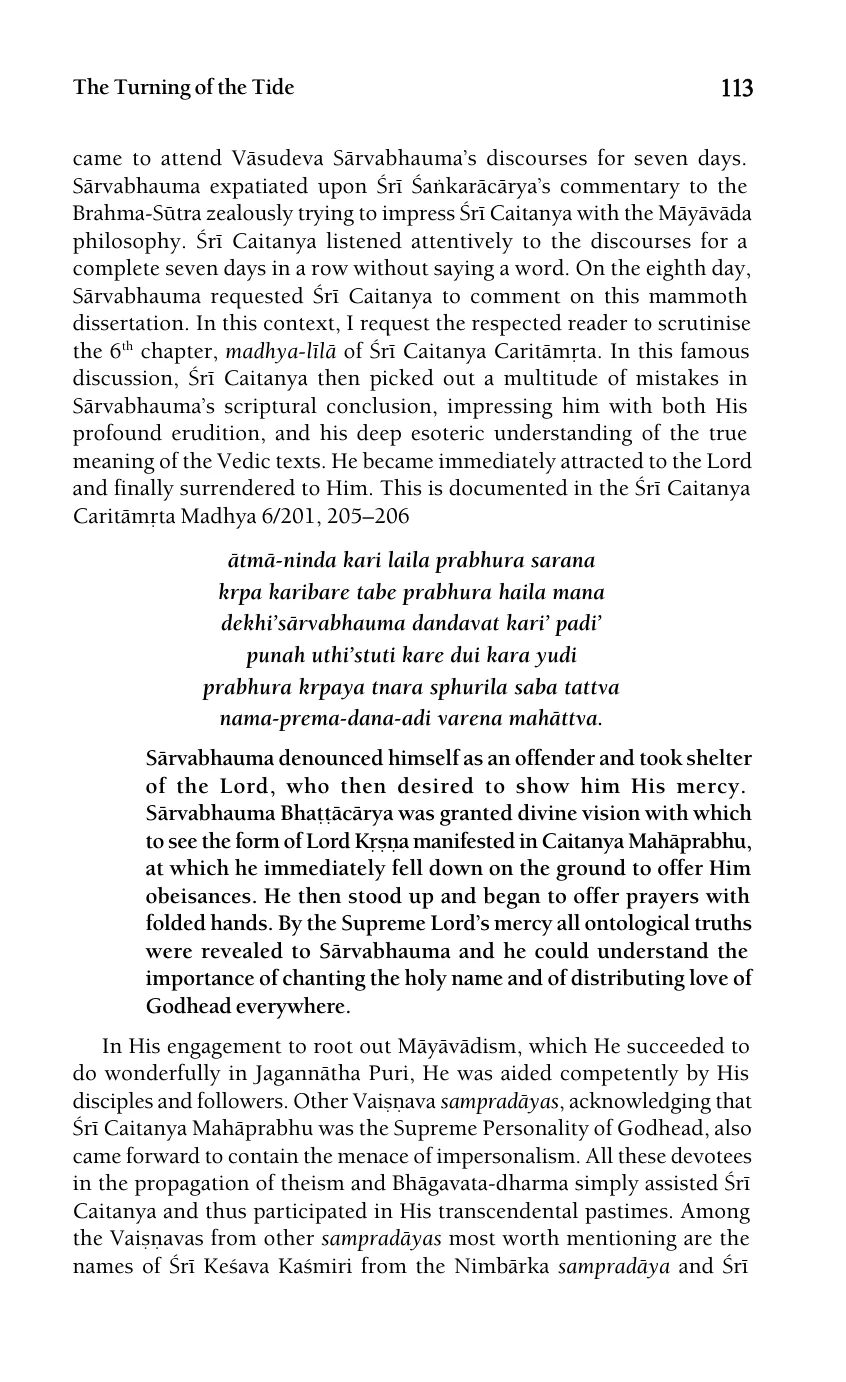 The Turning of the Tide 113
came to attend Vāsudeva Sārvabhauma’s discourses for seven days.
Sārvabhauma expatiated upon Śrī Śaṅkarācārya’s commentary to the
Brahma-Sūtra zealously trying to impress Śrī Caitanya with the Māyāvāda
philosophy. Śrī Caitanya listened attentively to the discourses for a
complete seven days in a row without saying a word. On the eighth day,
Sārvabhauma requested Śrī Caitanya to comment on this mammoth
dissertation. In this context, I request the respected reader to scrutinise
the 6th chapter, madhya-līlā of Śrī Caitanya Caritāmṛta. In this famous
discussion, Śrī Caitanya then picked out a multitude of mistakes in
Sārvabhauma’s scriptural conclusion, impressing him with both His
profound erudition, and his deep esoteric understanding of the true
meaning of the Vedic texts. He became immediately attracted to the Lord
and finally surrendered to Him. This is documented in the Śrī Caitanya
Caritāmṛta Madhya 6/201, 205–206
ātmā-ninda kari laila prabhura sarana
krpa karibare tabe prabhura haila mana
dekhi’sārvabhauma dandavat kari’ padi’
punah uthi’stuti kare dui kara yudi
prabhura krpaya tnara sphurila saba tattva
nama-prema-dana-adi varena mahāttva.
Sārvabhauma denounced himself as an offender and took shelter
of the Lord, who then desired to show him His mercy.
Sārvabhauma Bhaṭṭācārya was granted divine vision with which
to see the form of Lord Kṛṣṇa manifested in Caitanya Mahāprabhu,
at which he immediately fell down on the ground to offer Him
obeisances. He then stood up and began to offer prayers with
folded hands. By the Supreme Lord’s mercy all ontological truths
were revealed to Sārvabhauma and he could understand the
importance of chanting the holy name and of distributing love of
Godhead everywhere.
In His engagement to root out Māyāvādism, which He succeeded to
do wonderfully in Jagannātha Puri, He was aided competently by His
disciples and followers. Other Vaiṣṇava sampradāyas, acknowledging that
Śrī Caitanya Mahāprabhu was the Supreme Personality of Godhead, also
came forward to contain the menace of impersonalism. All these devotees
in the propagation of theism and Bhāgavata-dharma simply assisted Śrī
Caitanya and thus participated in His transcendental pastimes. Among
the Vaiṣṇavas from other sampradāyas most worth mentioning are the
names of Śrī Keśava Kaśmiri from the Nimbārka sampradāya and Śrī